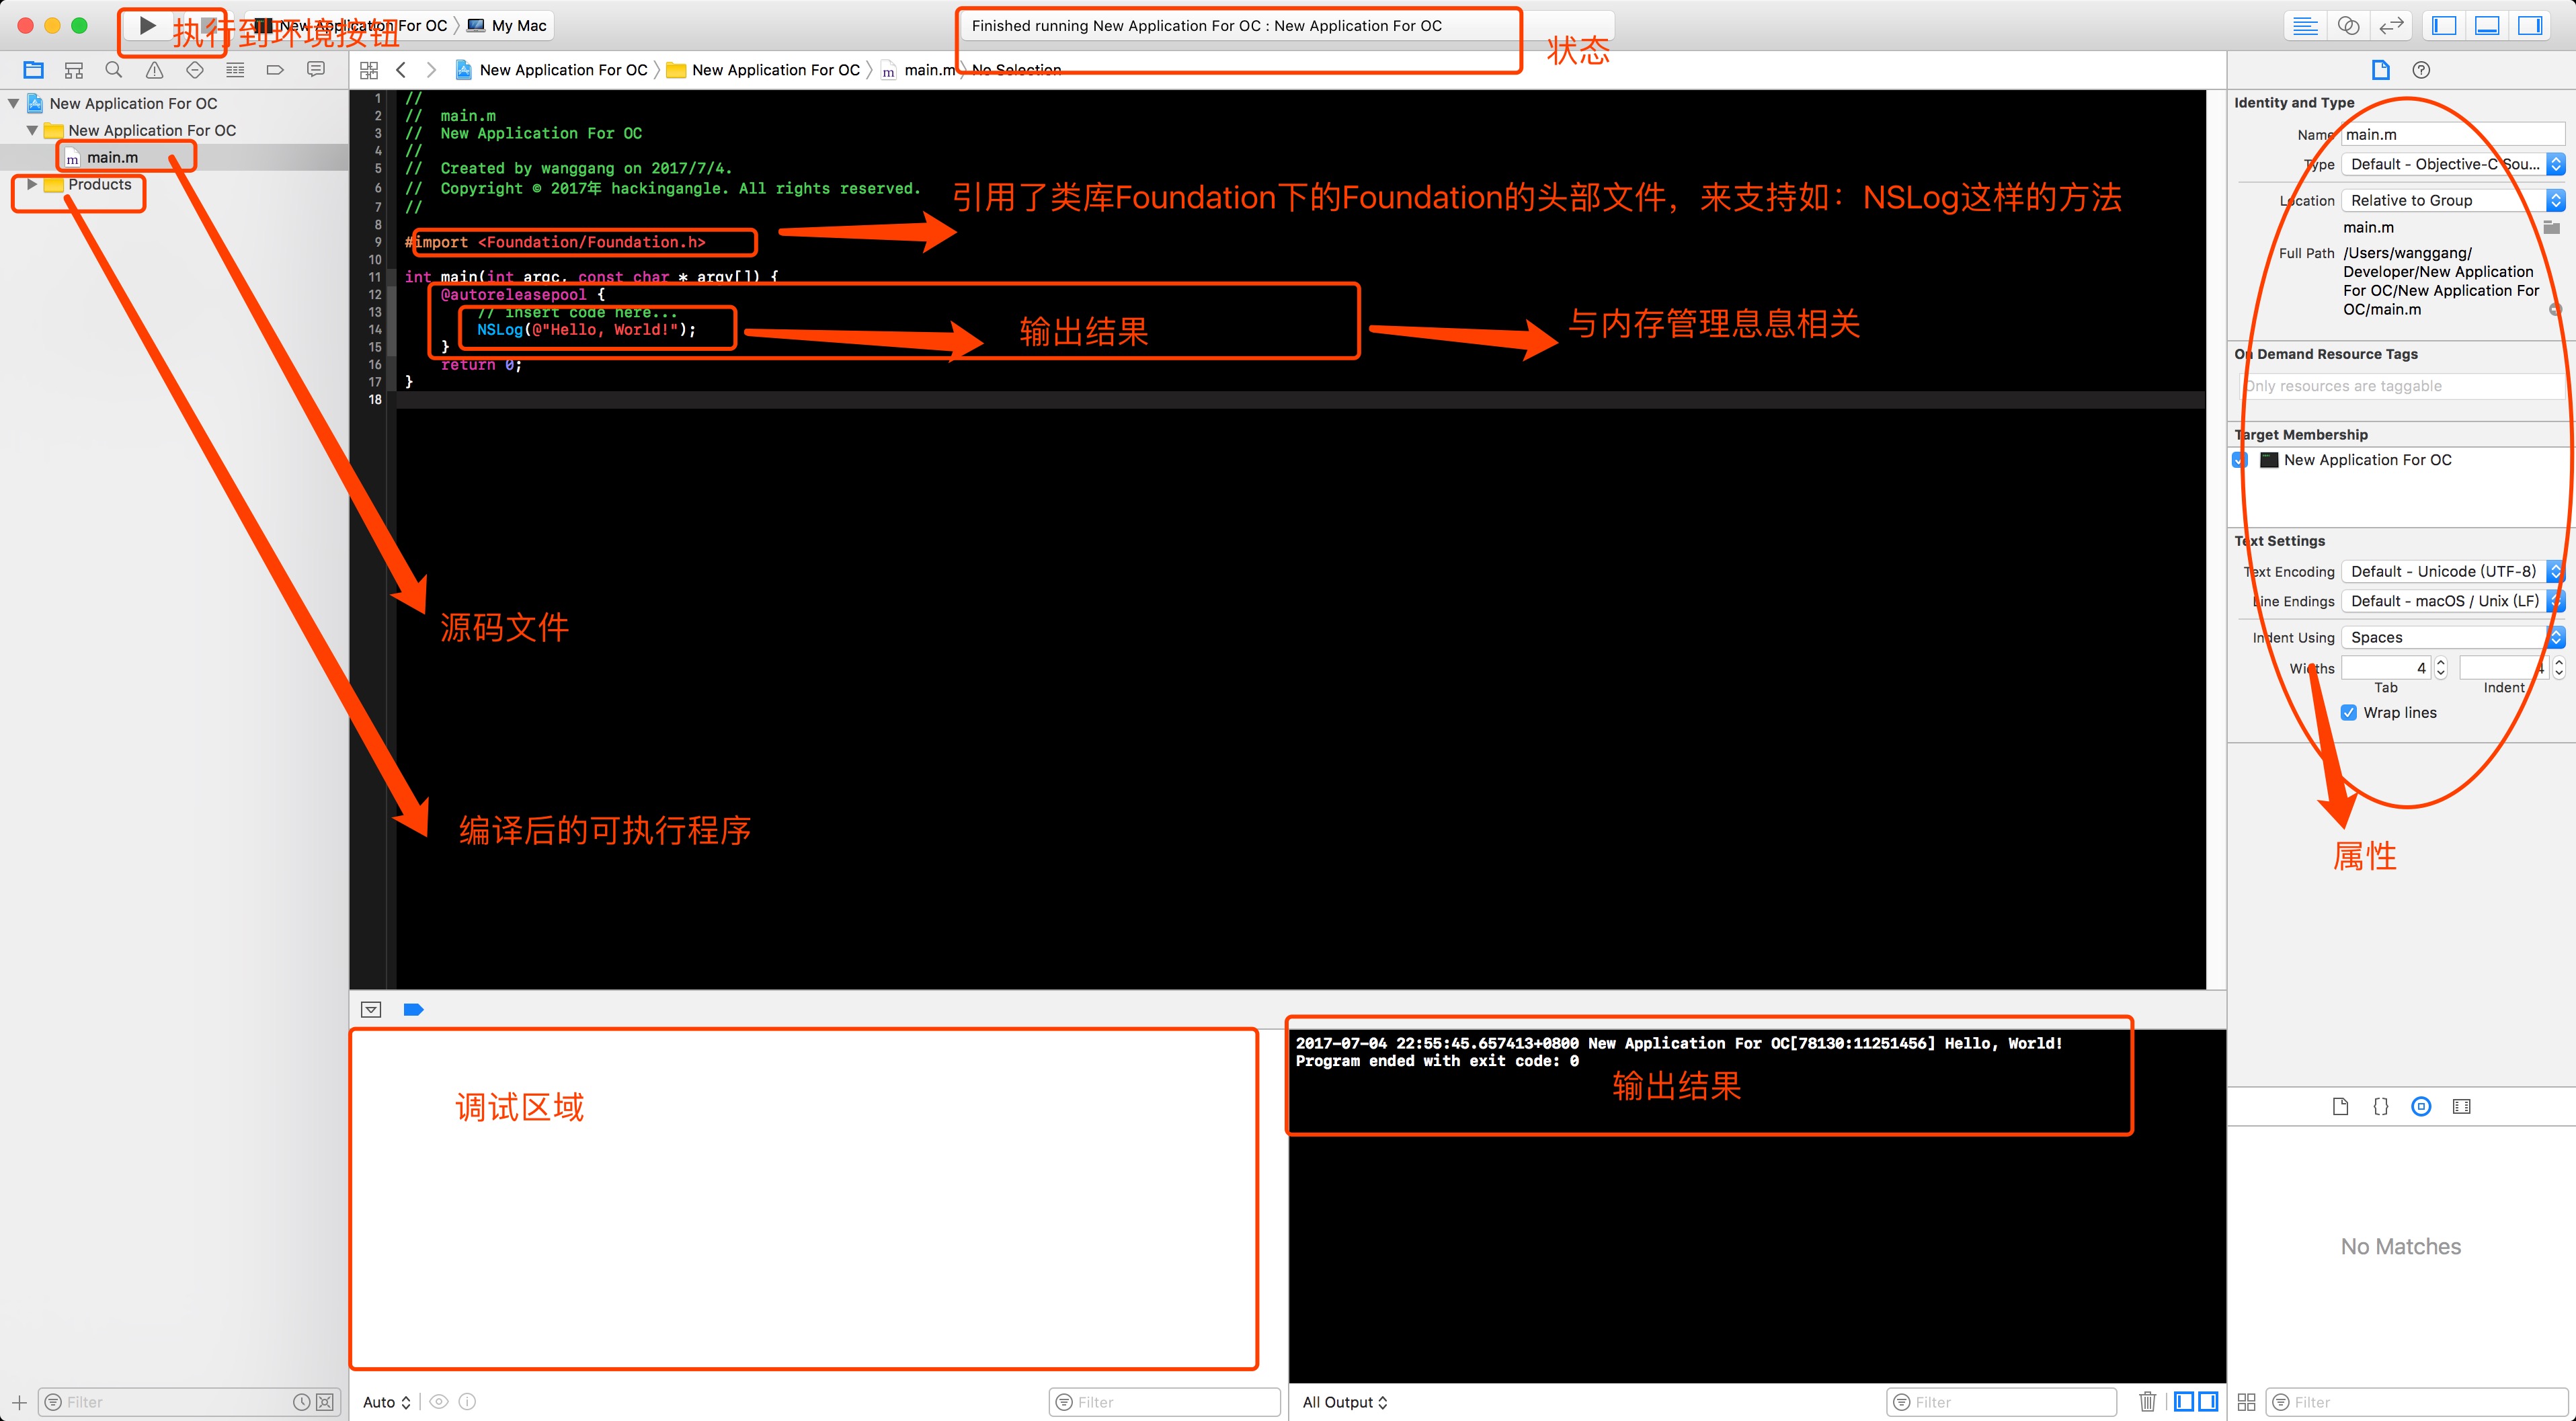 New Application For OC
My Mac
执行到环境按钮
Finished running New Application For OC : New Application For OC
状态
New Application For OC
New Application For OC
main.m
No Selection
New Application For OC
New Application For OC
main.m
Products
1 //
2 // main.m
3 // New Application For OC
4 //
5 // Created by wanggang on 2017/7/4.
6 // Copyright © 2017年 hackingangle. All rights reserved.
7 //
8
9 #import <Foundation/Foundation.h>
10
11 int main(int argc, const char * argv[]) {
12 @autoreleasepool {
13 // insert code here...
14 NSLog(@"Hello, World!");
15 }
16 return 0;
17 }
18
引用了类库Foundation下的Foundation的头部文件，来支持如：NSLog这样的方法
输出结果
与内存管理息息相关
源码文件
编译后的可执行程序
Identity and Type
Name main.m
Type Default - Objective-C Sou...
Location Relative to Group
main.m
Full Path /Users/wanggang/
Developer/New Application
For OC/New Application For
OC/main.m
On Demand Resource Tags
Only resources are taggable
Target Membership
New Application For OC
Text Settings
Text Encoding Default - Unicode (UTF-8)
Line Endings Default - macOS / Unix (LF)
Indent Using Spaces
Widths 4 4
Tab Indent
Wrap lines
属性
调试区域
2017-07-04 22:55:45.657413+0800 New Application For OC[78130:11251456] Hello, World!
Program ended with exit code: 0
输出结果
No Matches
Filter
Auto
Filter
All Output
Filter
Filter